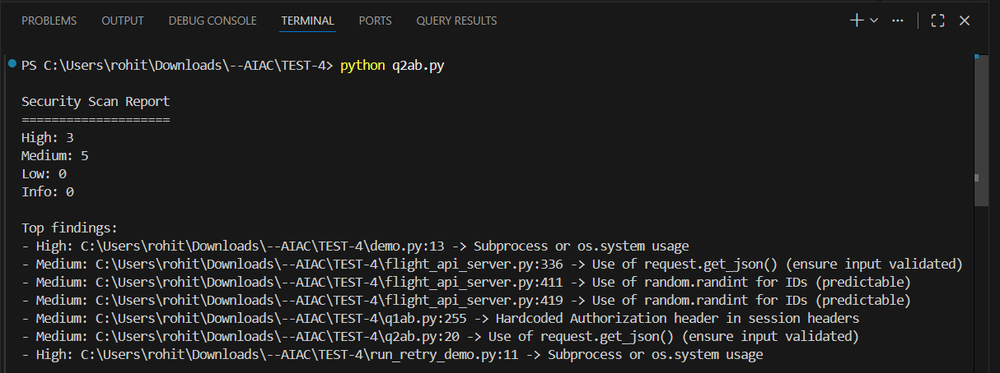 PROBLEMS OUTPUT DEBUG CONSOLE TERMINAL PORTS QUERY RESULTS
PS C:\Users\rohit\Downloads\--AIAC\TEST-4> python q2ab.py
Security Scan Report
====================
High: 3
Medium: 5
Low: 0
Info: 0
Top findings:
- High: C:\Users\rohit\Downloads\--AIAC\TEST-4\demo.py:13 -> Subprocess or os.system usage
- Medium: C:\Users\rohit\Downloads\--AIAC\TEST-4\flight_api_server.py:336 -> Use of request.get_json() (ensure input validated)
- Medium: C:\Users\rohit\Downloads\--AIAC\TEST-4\flight_api_server.py:411 -> Use of random.randint for IDs (predictable)
- Medium: C:\Users\rohit\Downloads\--AIAC\TEST-4\flight_api_server.py:419 -> Use of random.randint for IDs (predictable)
- Medium: C:\Users\rohit\Downloads\--AIAC\TEST-4\q1ab.py:255 -> Hardcoded Authorization header in session headers
- Medium: C:\Users\rohit\Downloads\--AIAC\TEST-4\q2ab.py:20 -> Use of request.get_json() (ensure input validated)
- High: C:\Users\rohit\Downloads\--AIAC\TEST-4\run_retry_demo.py:11 -> Subprocess or os.system usage